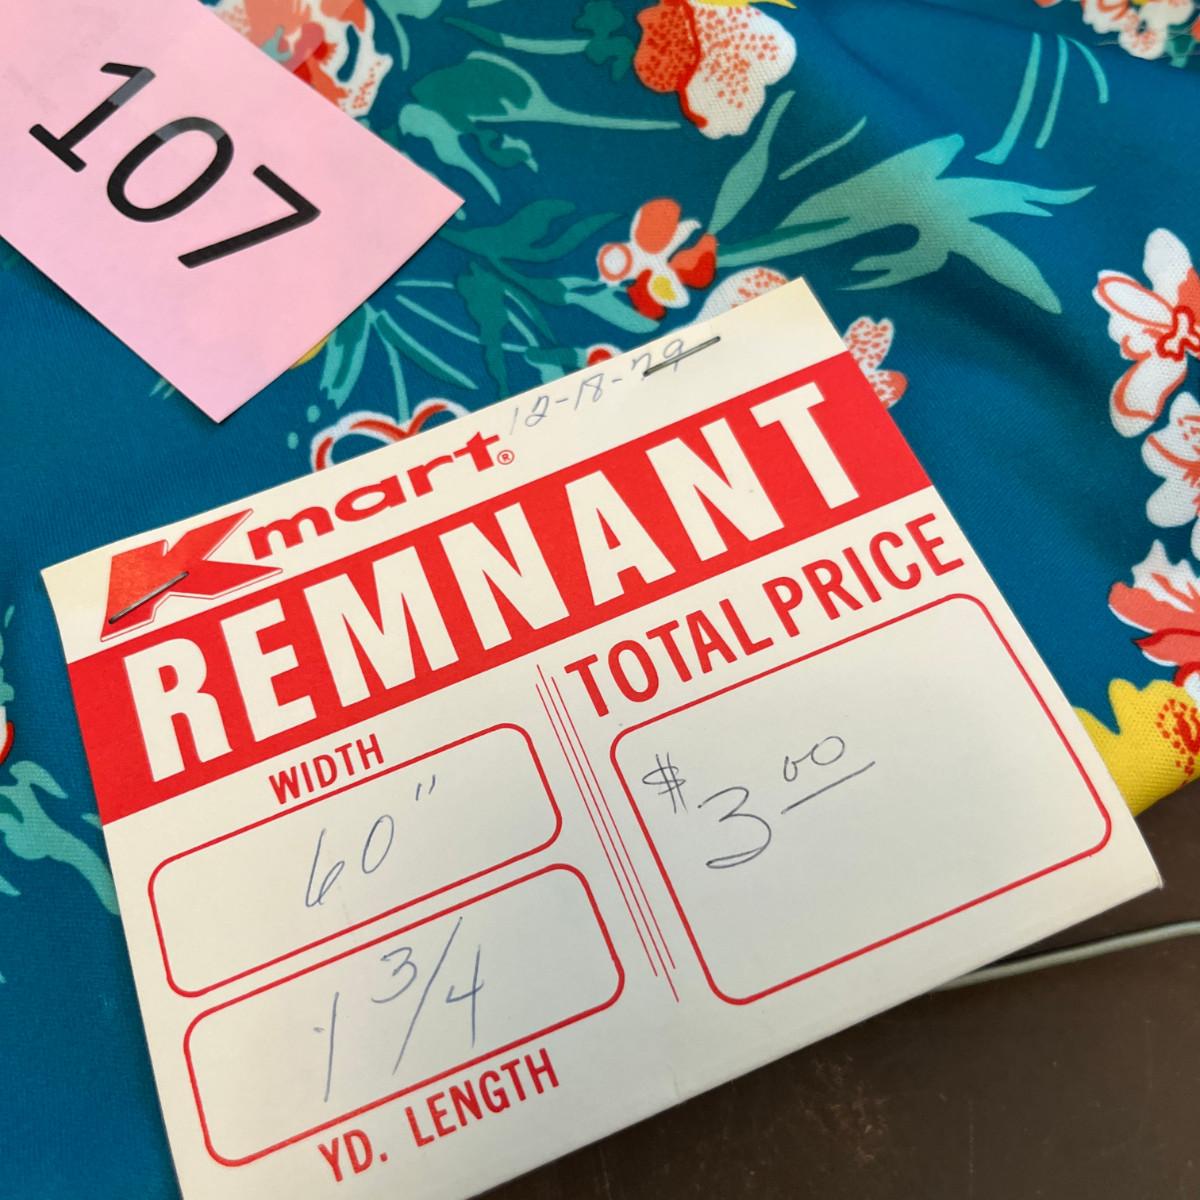 107
12-18-79
Kmart®
REMNANT
WIDTH
60"
1 3/4
YD. LENGTH
TOTAL PRICE
$3.00